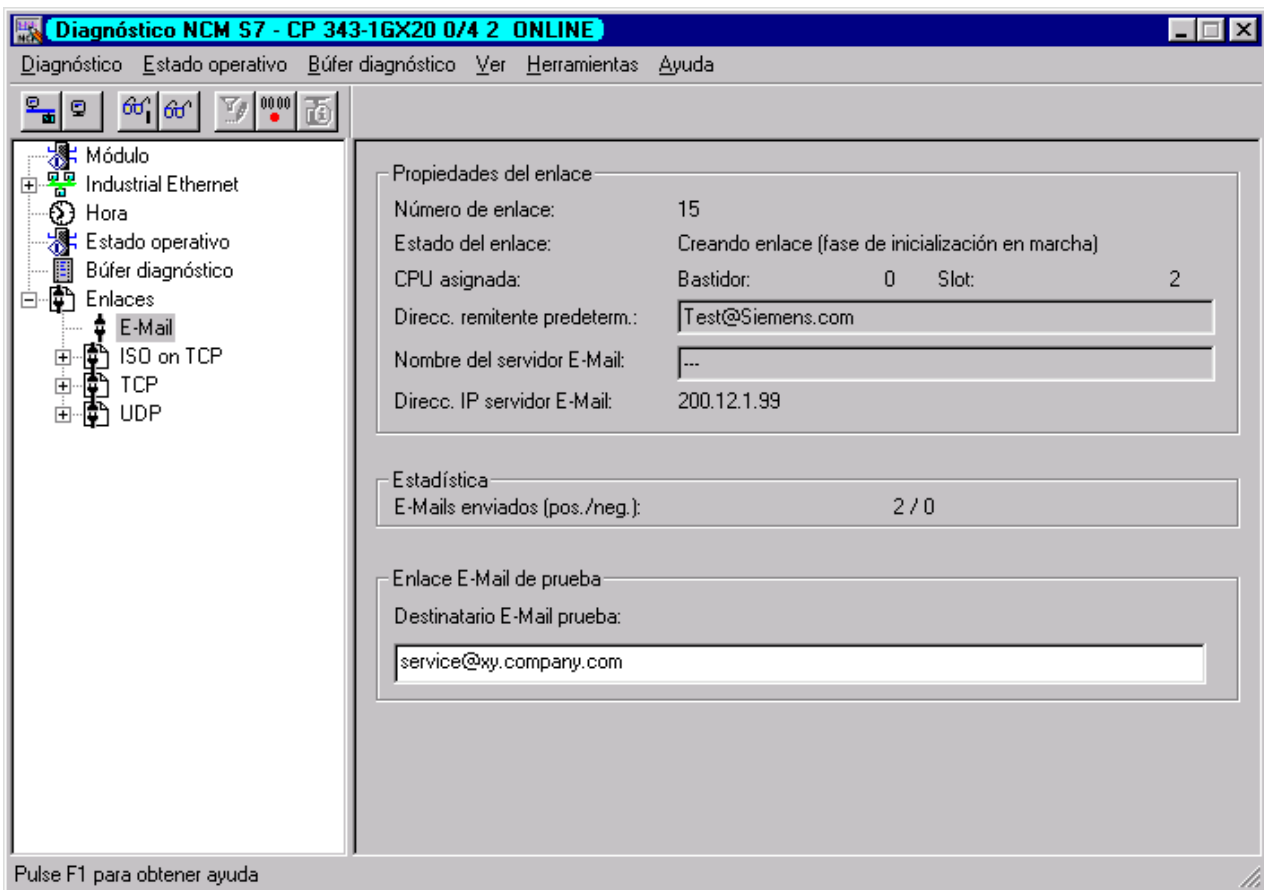 Diagnóstico NCM S7 - CP 343-1GX20 0/4 2 ONLINE
Diagnóstico Estado operativo Búfer diagnóstico Ver Herramientas Ayuda
Módulo
Industrial Ethernet
Hora
Estado operativo
Búfer diagnóstico
Enlaces
E-Mail
ISO on TCP
TCP
UDP
Propiedades del enlace
Número de enlace: 15
Estado del enlace: Creando enlace (fase de inicialización en marcha)
CPU asignada: Bastidor: 0 Slot: 2
Direcc. remitente predeterm.: Test@Siemens.com
Nombre del servidor E-Mail: ---
Direcc. IP servidor E-Mail: 200.12.1.99
Estadística
E-Mails enviados (pos./neg.): 2 / 0
Enlace E-Mail de prueba
Destinatario E-Mail prueba:
service@xy.company.com
Pulse F1 para obtener ayuda